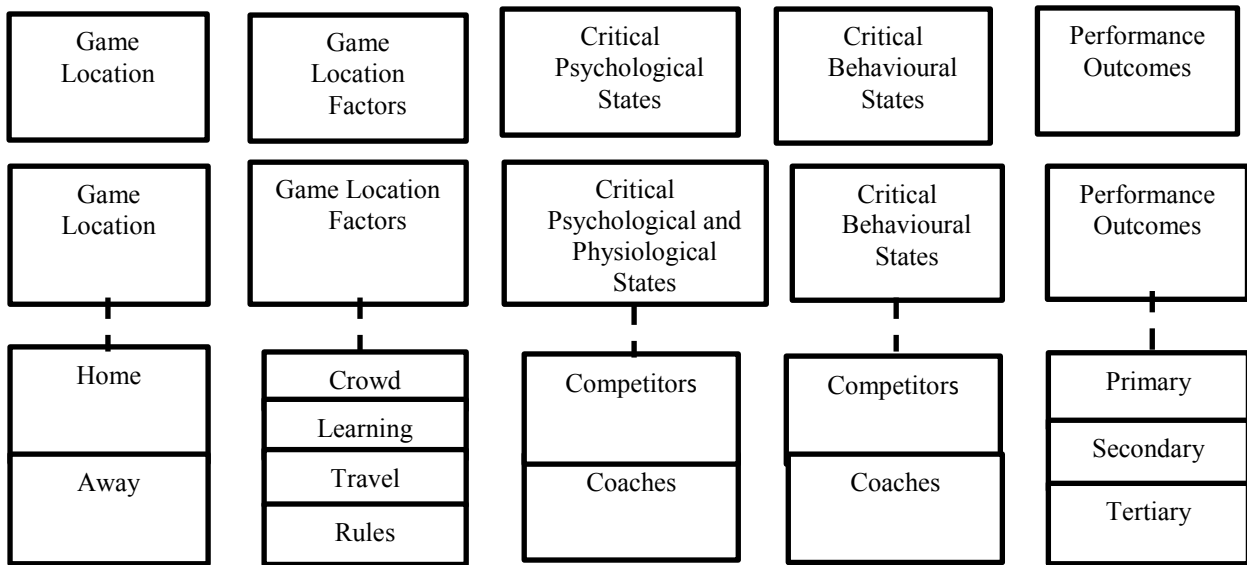 Game
Location
Game
Location
Factors
Critical
Psychological
States
Critical
Behavioural
States
Performance
Outcomes
Game
Location
Game Location
Factors
Critical
Psychological and
Physiological
States
Critical
Behavioural
States
Performance
Outcomes
Home
Away
Crowd
Learning
Travel
Rules
Competitors
Coaches
Competitors
Coaches
Primary
Secondary
Tertiary